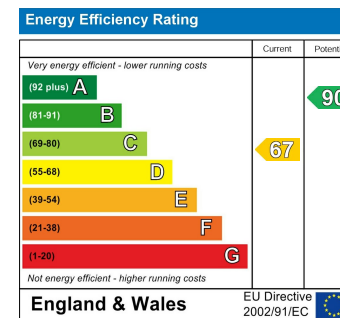 Energy Efficiency Rating
Current Potenti
Very energy efficient - lower running costs
(92 plus) A
(81-91) B
(69-80) C
(55-68) D
(39-54) E
(21-38) F
(1-20) G
67
90
Not energy efficient - higher running costs
England & Wales
EU Directive
2002/91/EC